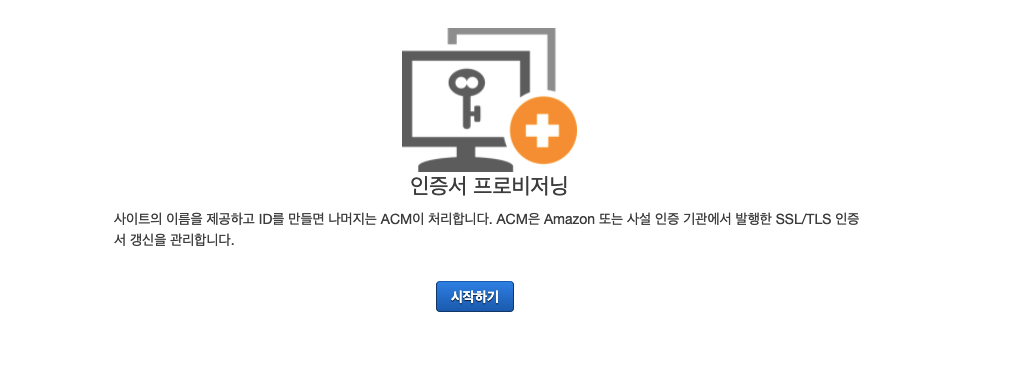 인증서 프로비저닝
사이트의 이름을 제공하고 ID를 만들면 나머지는 ACM이 처리합니다. ACM은 Amazon 또는 사설 인증 기관에서 발행한 SSL/TLS 인증
서 갱신을 관리합니다.
시작하기